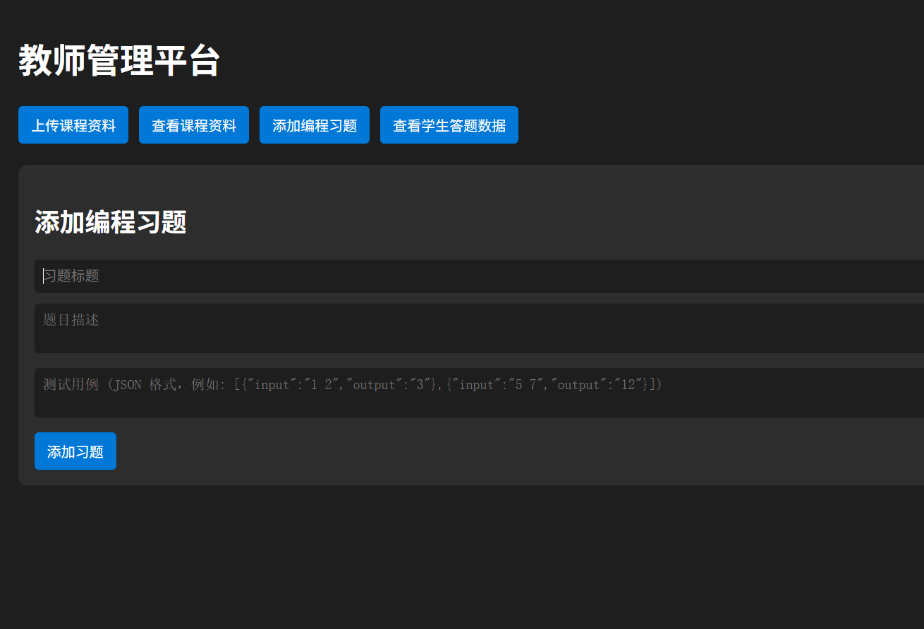 教师管理平台
上传课程资料 查看课程资料 添加编程习题 查看学生答题数据
添加编程习题
习题标题
题目描述
测试用例 (JSON 格式, 例如: [{"input":"1 2","output":"3"},{"input":"5 7","output":"12"}])
添加习题